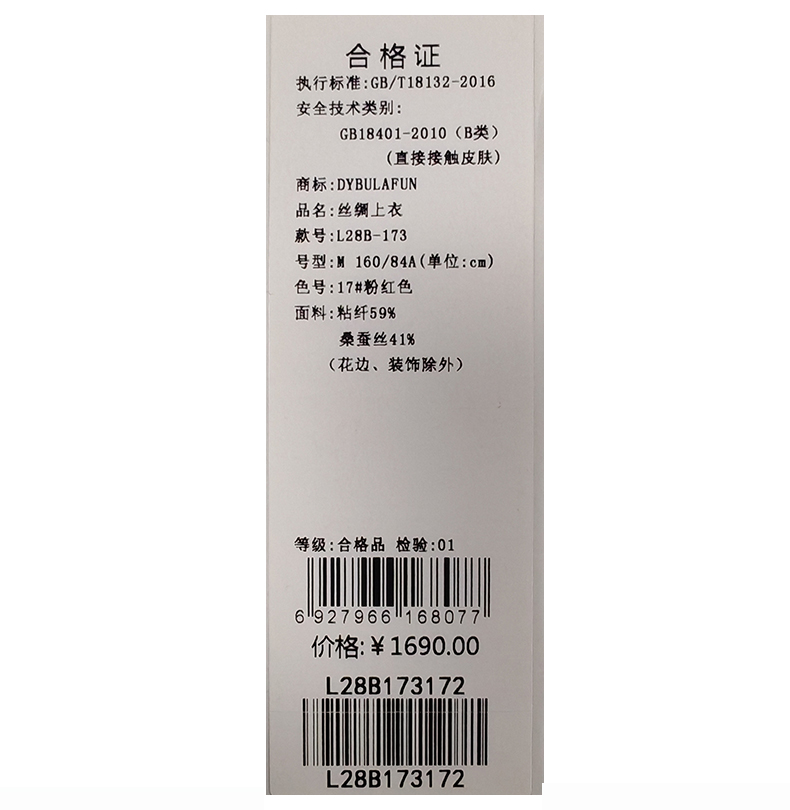 合格证
执行标准:GB/T18132-2016
安全技术类别:
GB18401-2010（B类）
(直接接触皮肤)
商标:DYBULAFUN
品名:丝绸上衣
款号:L28B-173
号型:M 160/84A(单位:cm)
色号:17#粉红色
面料:粘纤59%
桑蚕丝41%
（花边、装饰除外）
等级:合格品 检验:01
6 927966 168077
价格:￥1690.00
L28B173172
L28B173172